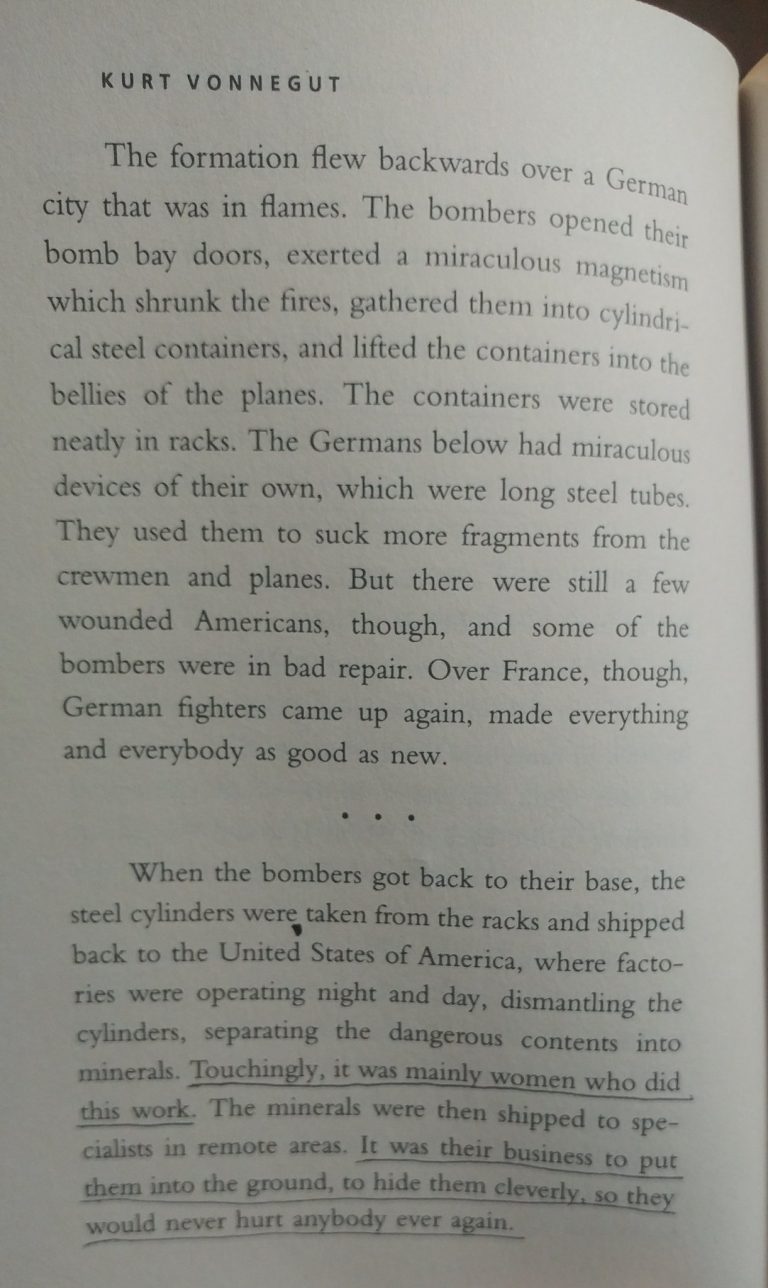 KURT VONNEGUT
The formation flew backwards over a German
city that was in flames. The bombers opened their
bomb bay doors, exerted a miraculous magnetism
which shrunk the fires, gathered them into cylindri-
cal steel containers, and lifted the containers into the
bellies of the planes. The containers were stored
neatly in racks. The Germans below had miraculous
devices of their own, which were long steel tubes.
They used them to suck more fragments from the
crewmen and planes. But there were still a few
wounded Americans, though, and some of the
bombers were in bad repair. Over France, though,
German fighters came up again, made everything
and everybody as good as new.
. . .
When the bombers got back to their base, the
steel cylinders were taken from the racks and shipped
back to the United States of America, where facto-
ries were operating night and day, dismantling the
cylinders, separating the dangerous contents into
minerals. Touchingly, it was mainly women who did
this work. The minerals were then shipped to spe-
cialists in remote areas. It was their business to put
them into the ground, to hide them cleverly, so they
would never hurt anybody ever again.